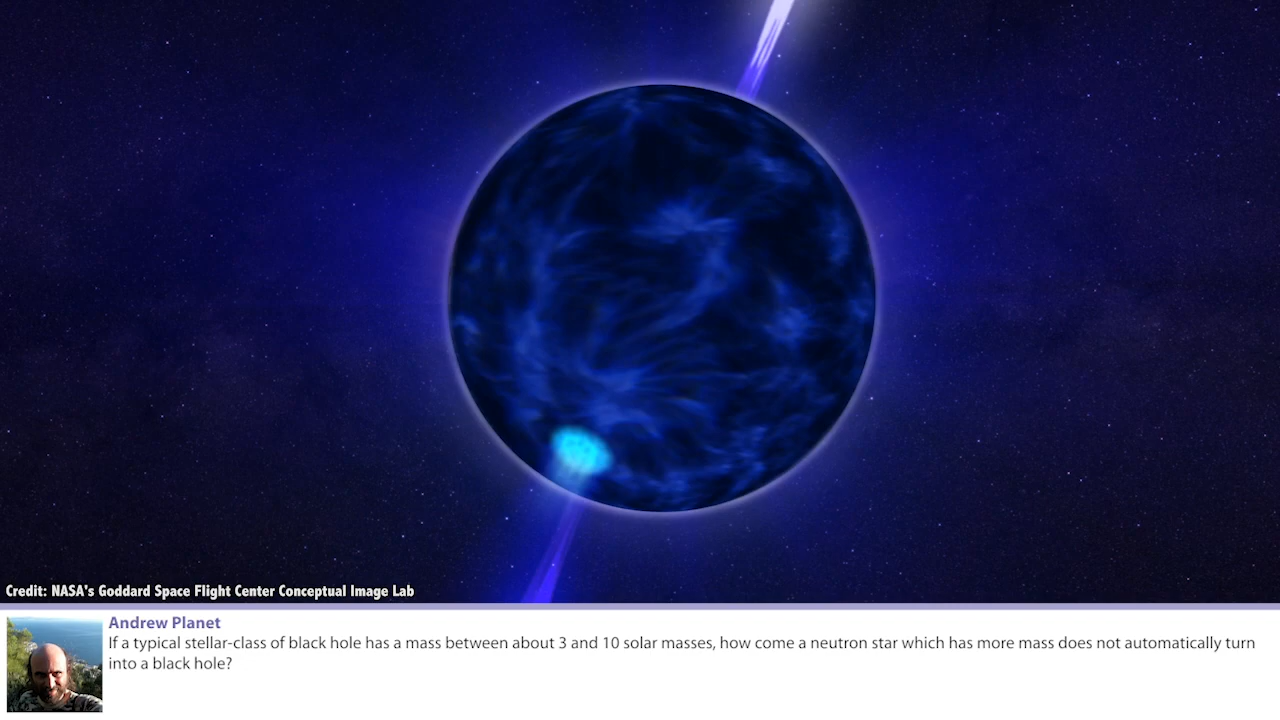 Credit: NASA's Goddard Space Flight Center Conceptual Image Lab
Andrew Planet
If a typical stellar-class of black hole has a mass between about 3 and 10 solar masses, how come a neutron star which has more mass does not automatically turn
into a black hole?